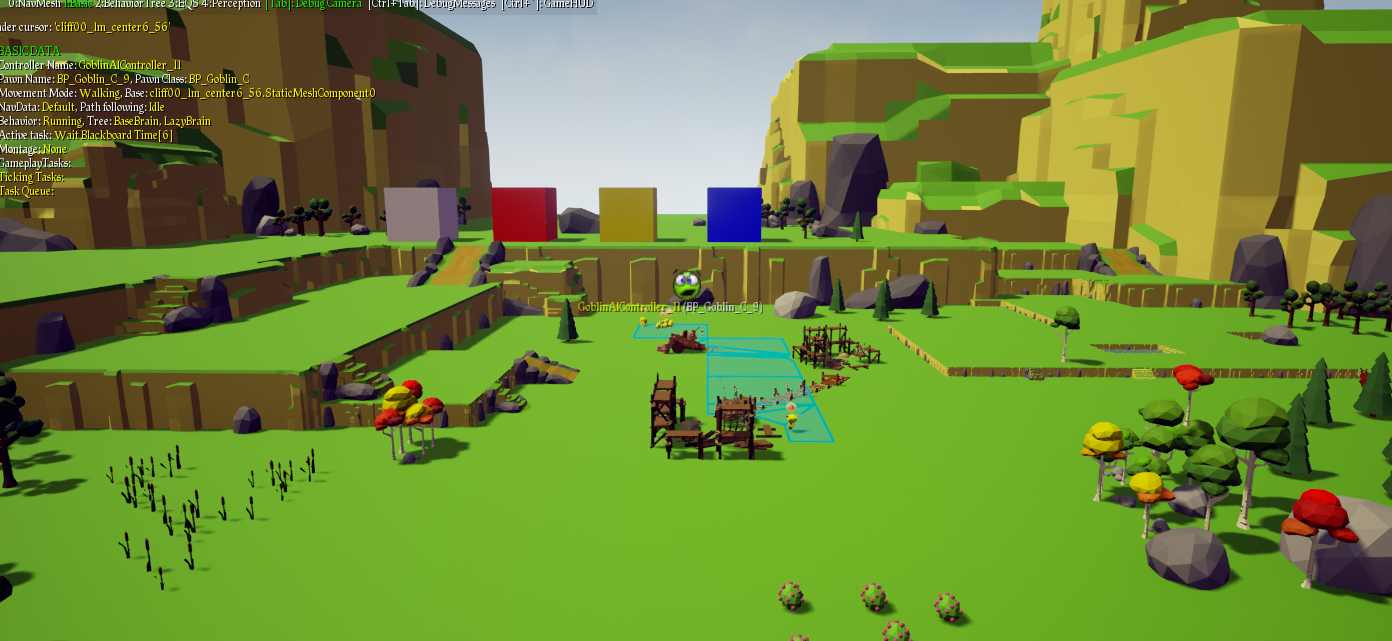 0:NavMesh 1:Basic 2:BehaviorTree 3:EQS 4:Perception [Tab]:DebugCamera [Ctrl+Tab]:DebugMessages [Ctrl+ ]:GameHUD
der cursor: 'cliff00_lm_center6_56'
BASIC DATA
Controller Name: GoblinAIController_11
Pawn Name: BP_Goblin_C_9, Pawn Class: BP_Goblin_C
Movement Mode: Walking, Base: cliff00_lm_center6_56.StaticMeshComponent0
NavData: Default, Path following: Idle
Behavior: Running, Tree: BaseBrain, LazyBrain
Active task: Wait Blackboard Time[6]
Montage: None
GameplayTasks:
Ticking Tasks:
Task Queue:
GoblinAIController_11 (BP_Goblin_C_9)